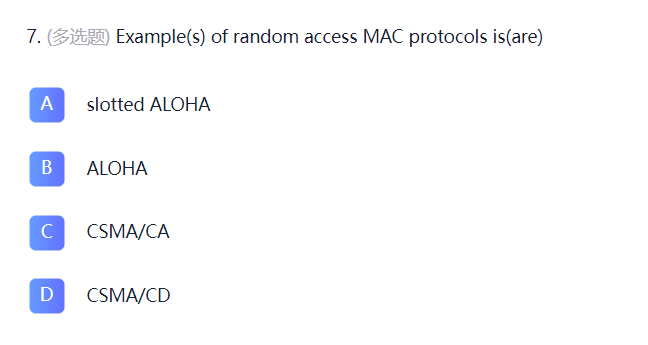 7. (多选题) Example(s) of random access MAC protocols is(are)
A slotted ALOHA
B ALOHA
C CSMA/CA
D CSMA/CD